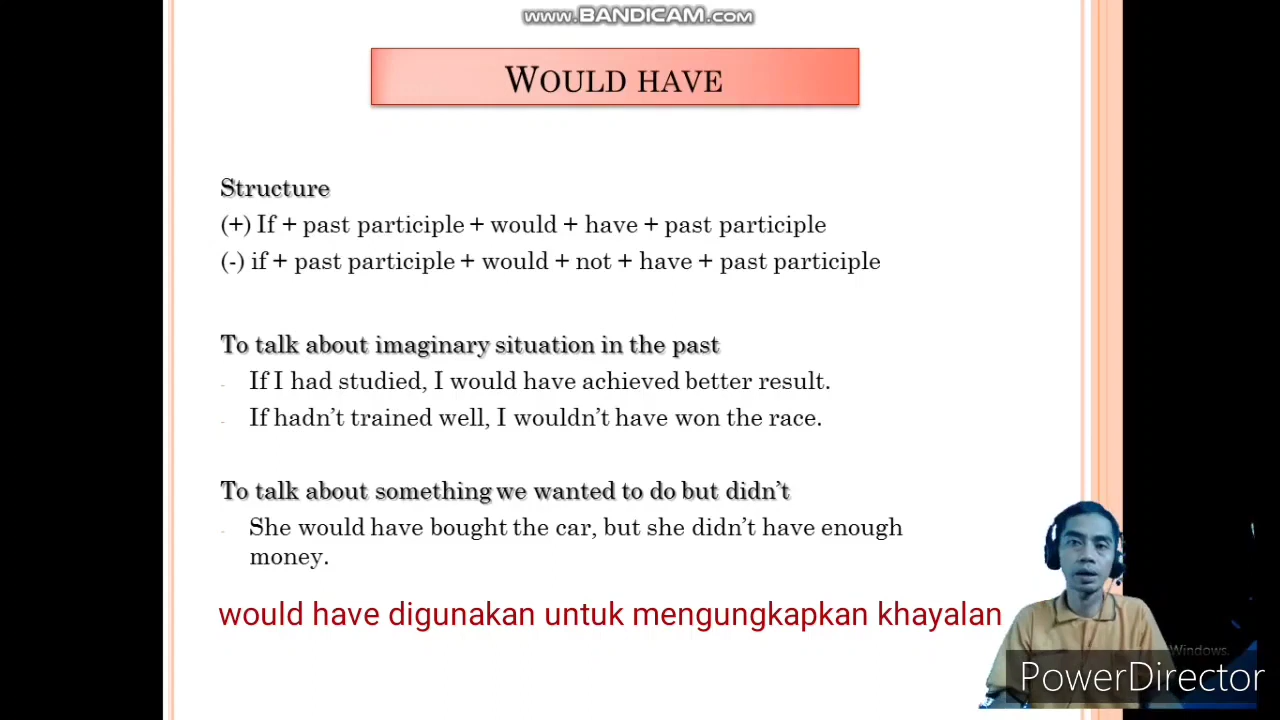 www.BANDICAM.com
WOULD HAVE
Structure
(+) If + past participle + would + have + past participle
(-) if + past participle + would + not + have + past participle
To talk about imaginary situation in the past
- If I had studied, I would have achieved better result.
- If hadn't trained well, I wouldn't have won the race.
To talk about something we wanted to do but didn't
- She would have bought the car, but she didn't have enough
money.
would have digunakan untuk mengungkapkan khayalan
Windows.
PowerDirector